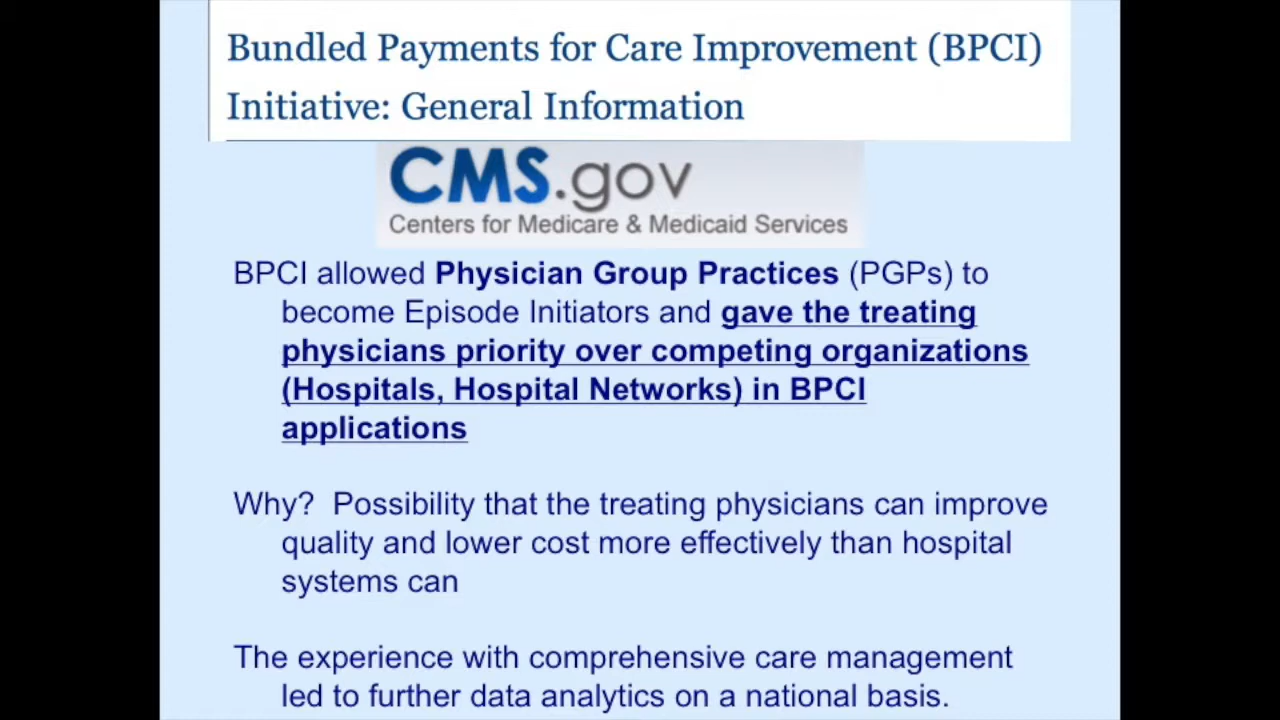 Bundled Payments for Care Improvement (BPCI)
Initiative: General Information
CMS.gov
Centers for Medicare & Medicaid Services
BPCI allowed Physician Group Practices (PGPs) to
become Episode Initiators and gave the treating
physicians priority over competing organizations
(Hospitals, Hospital Networks) in BPCI
applications
Why?  Possibility that the treating physicians can improve
quality and lower cost more effectively than hospital
systems can
The experience with comprehensive care management
led to further data analytics on a national basis.